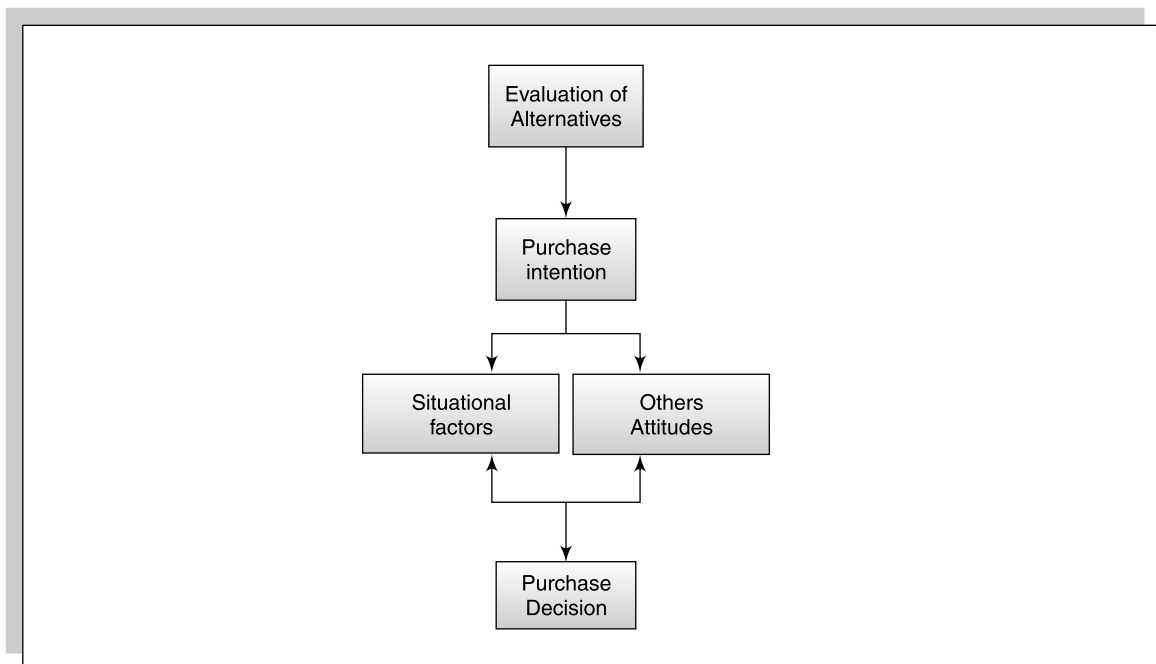 Evaluation of
Alternatives
Purchase
intention
Situational
factors
Others
Attitudes
Purchase
Decision